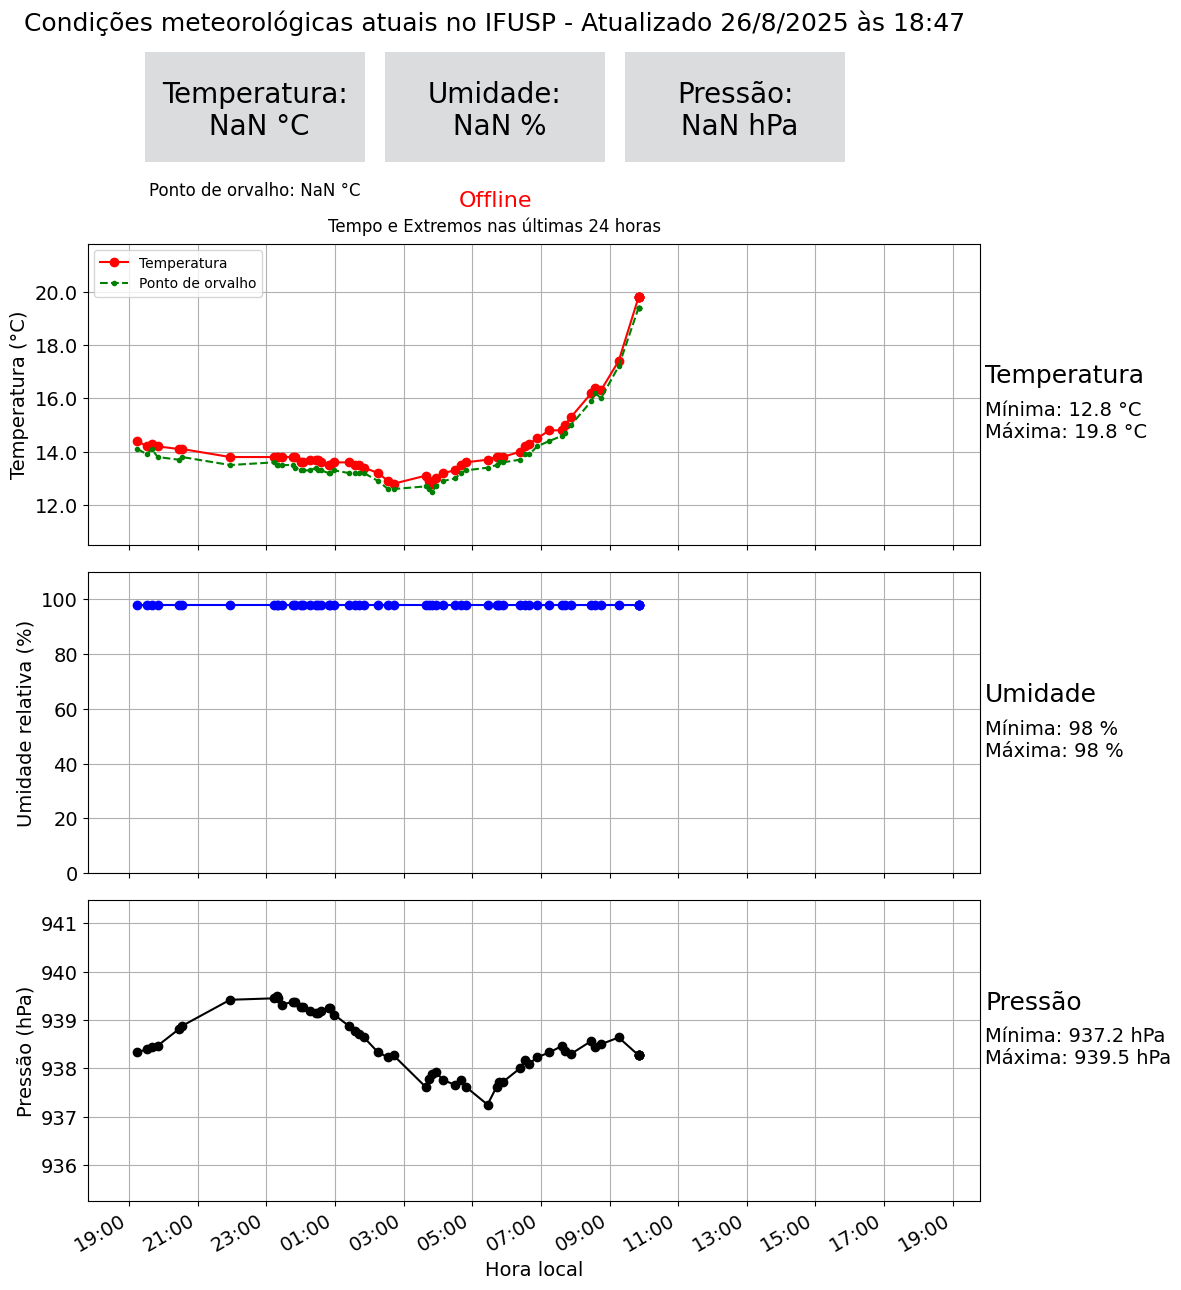 Condições meteorológicas atuais no IFUSP - Atualizado 26/8/2025 às 18:47
Temperatura:
NaN °C
Umidade:
NaN %
Pressão:
NaN hPa
Ponto de orvalho: NaN °C
Offline
Tempo e Extremos nas últimas 24 horas
Temperatura
Ponto de orvalho
Temperatura (°C)
20.0
18.0
16.0
14.0
12.0
Temperatura
Mínima: 12.8 °C
Máxima: 19.8 °C
Umidade relativa (%)
100
80
60
40
20
0
Umidade
Mínima: 98 %
Máxima: 98 %
Pressão (hPa)
941
940
939
938
937
936
Pressão
Mínima: 937.2 hPa
Máxima: 939.5 hPa
19:00 21:00 23:00 01:00 03:00 05:00 07:00 09:00 11:00 13:00 15:00 17:00 19:00
Hora local